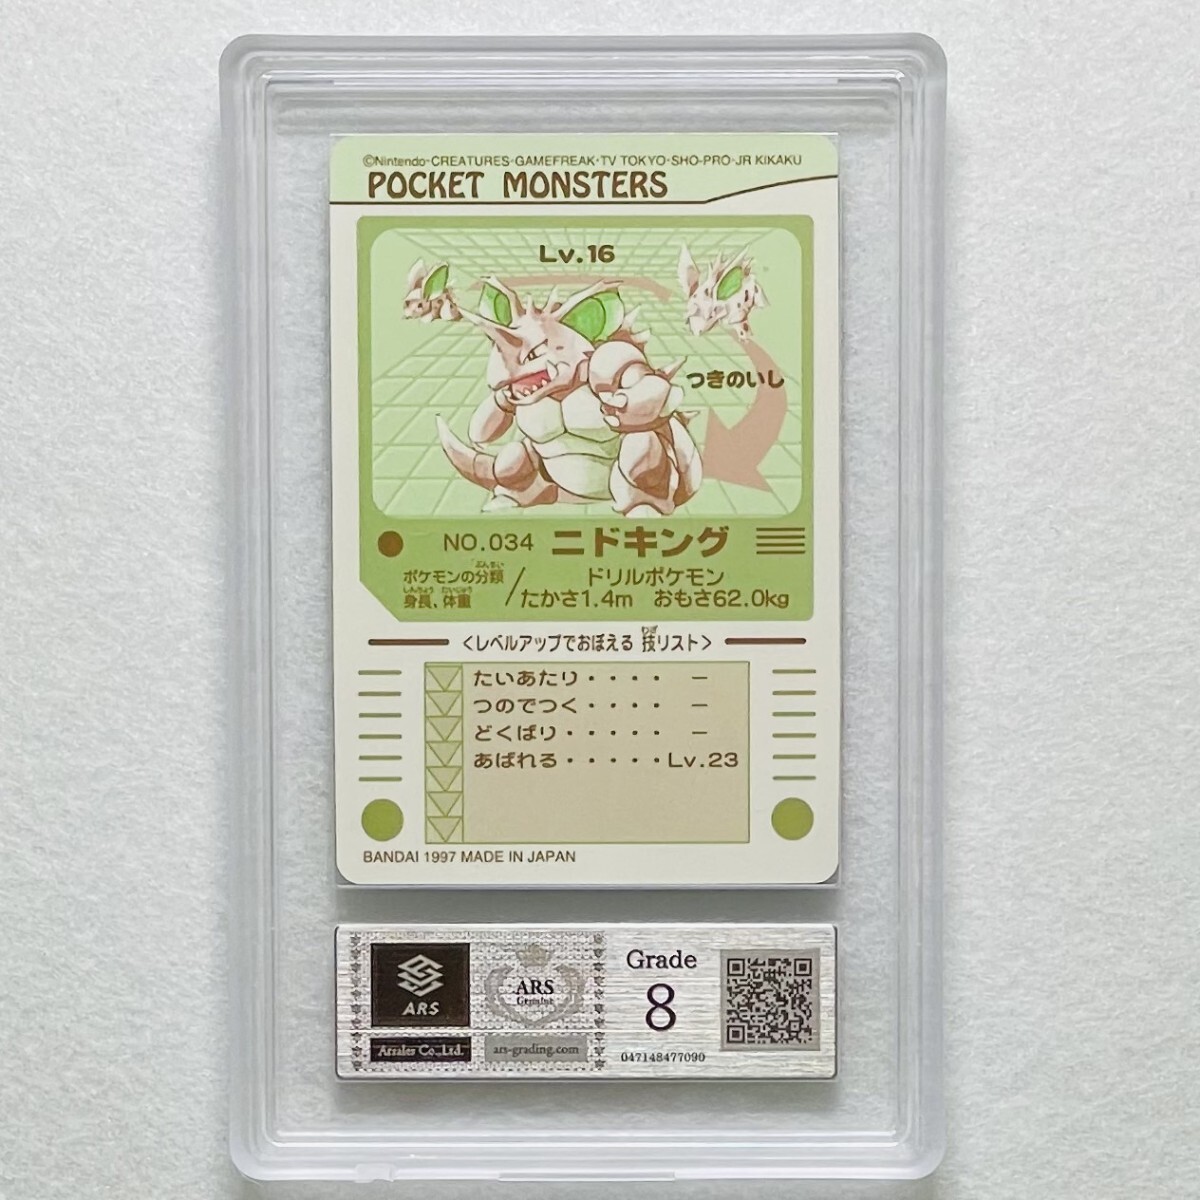 ©Nintendo·CREATURES·GAMEFREAK·TV TOKYO·SHO-PRO·JR KIKAKU
POCKET MONSTERS
Lv.16
つきのいし
NO.034 ニドキング
ポケモンの分類 / ドリルポケモン
身長、体重 / たかさ1.4m おもさ62.0kg
<レベルアップでおぼえる 技リスト>
たいあたり・・・・ ー
つのでつく・・・・ ー
どくばり・・・・・ ー
あばれる・・・・・Lv.23
BANDAI 1997 MADE IN JAPAN
ARS
Arrales Co.,Ltd.
ARS
Genuine
ars-grading.com
Grade
8
047148477090